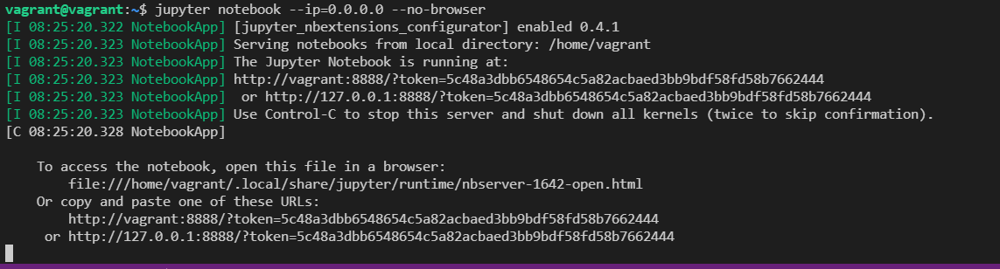 vagrant@vagrant:~$ jupyter notebook --ip=0.0.0.0 --no-browser
[I 08:25:20.322 NotebookApp] [jupyter_nbextensions_configurator] enabled 0.4.1
[I 08:25:20.323 NotebookApp] Serving notebooks from local directory: /home/vagrant
[I 08:25:20.323 NotebookApp] The Jupyter Notebook is running at:
[I 08:25:20.323 NotebookApp] http://vagrant:8888/?token=5c48a3dbb6548654c5a82acbaed3bb9bdf58fd58b7662444
[I 08:25:20.323 NotebookApp]  or http://127.0.0.1:8888/?token=5c48a3dbb6548654c5a82acbaed3bb9bdf58fd58b7662444
[I 08:25:20.323 NotebookApp] Use Control-C to stop this server and shut down all kernels (twice to skip confirmation).
[C 08:25:20.328 NotebookApp]
To access the notebook, open this file in a browser:
file:///home/vagrant/.local/share/jupyter/runtime/nbserver-1642-open.html
Or copy and paste one of these URLs:
http://vagrant:8888/?token=5c48a3dbb6548654c5a82acbaed3bb9bdf58fd58b7662444
or http://127.0.0.1:8888/?token=5c48a3dbb6548654c5a82acbaed3bb9bdf58fd58b7662444